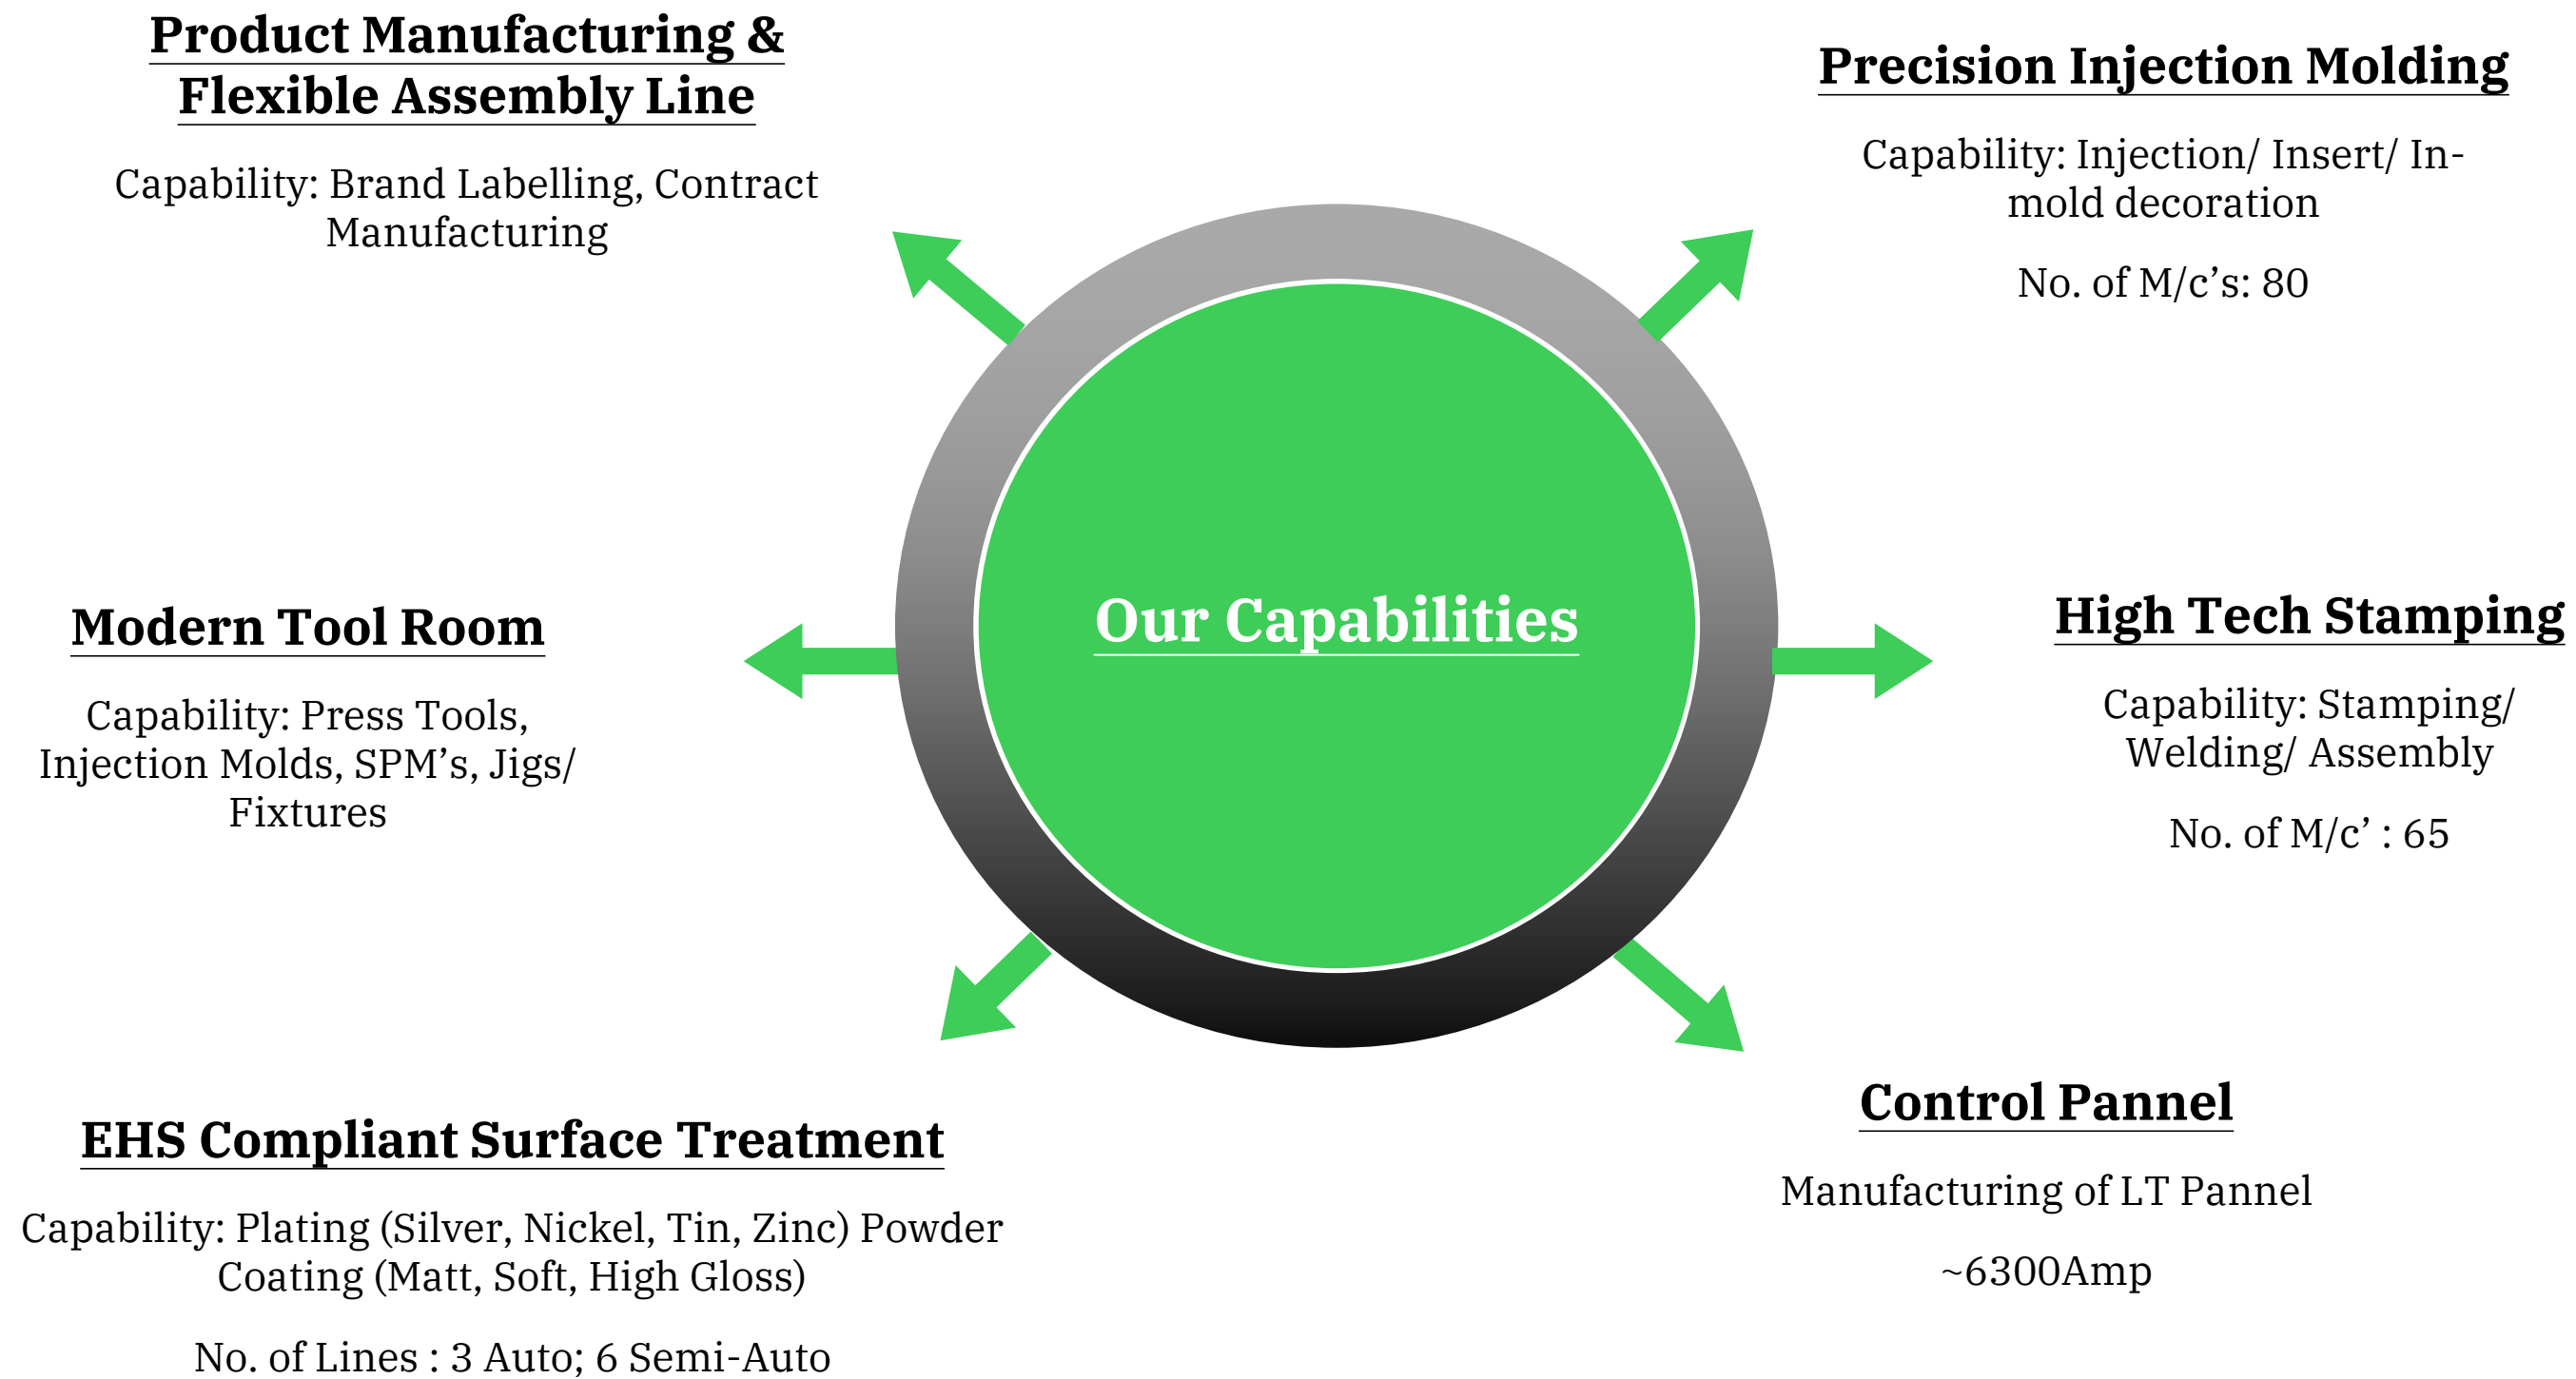 Product Manufacturing &
Flexible Assembly Line
Capability: Brand Labelling, Contract
Manufacturing
Precision Injection Molding
Capability: Injection/ Insert/ In-
mold decoration
No. of M/c’s: 80
Our Capabilities
Modern Tool Room
Capability: Press Tools,
Injection Molds, SPM’s, Jigs/
Fixtures
High Tech Stamping
Capability: Stamping/
Welding/ Assembly
No. of M/c’ : 65
EHS Compliant Surface Treatment
Capability: Plating (Silver, Nickel, Tin, Zinc) Powder
Coating (Matt, Soft, High Gloss)
No. of Lines : 3 Auto; 6 Semi-Auto
Control Pannel
Manufacturing of LT Pannel
~6300Amp